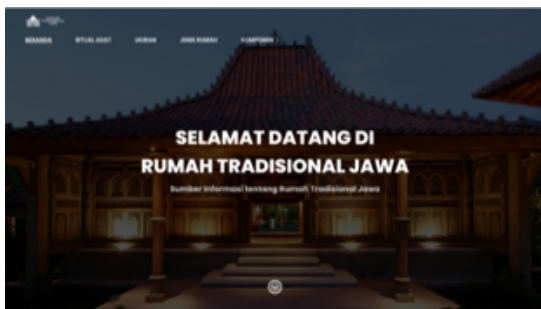 BERANDA RITUAL ADAT UKIRAN JENIS RUMAH KOMPONEN
SELAMAT DATANG DI
RUMAH TRADISIONAL JAWA
Sumber Informasi tentang Rumah Tradisional Jawa